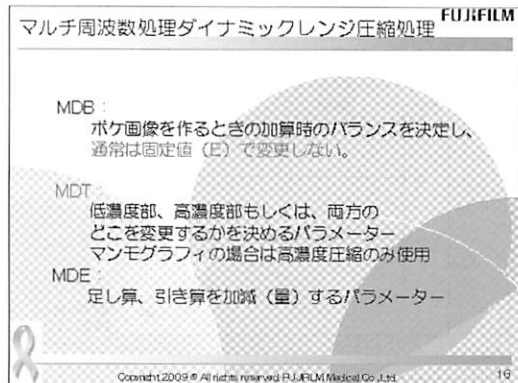 FUJIFILM
マルチ周波数処理ダイナミックレンジ圧縮処理
MDB：
ボケ画像を作るときの加算時のバランスを決定し、
通常は固定値（E）で変更しない。
MDT：
低濃度部、高濃度部もしくは、両方の
どこを変更するかを決めるパラメーター
マンモグラフィの場合は高濃度圧縮のみ使用
MDE：
足し算、引き算を加減（量）するパラメーター
Copyright 2009 © All rights reserved FUJIFILM Medical Co.,Ltd.
16